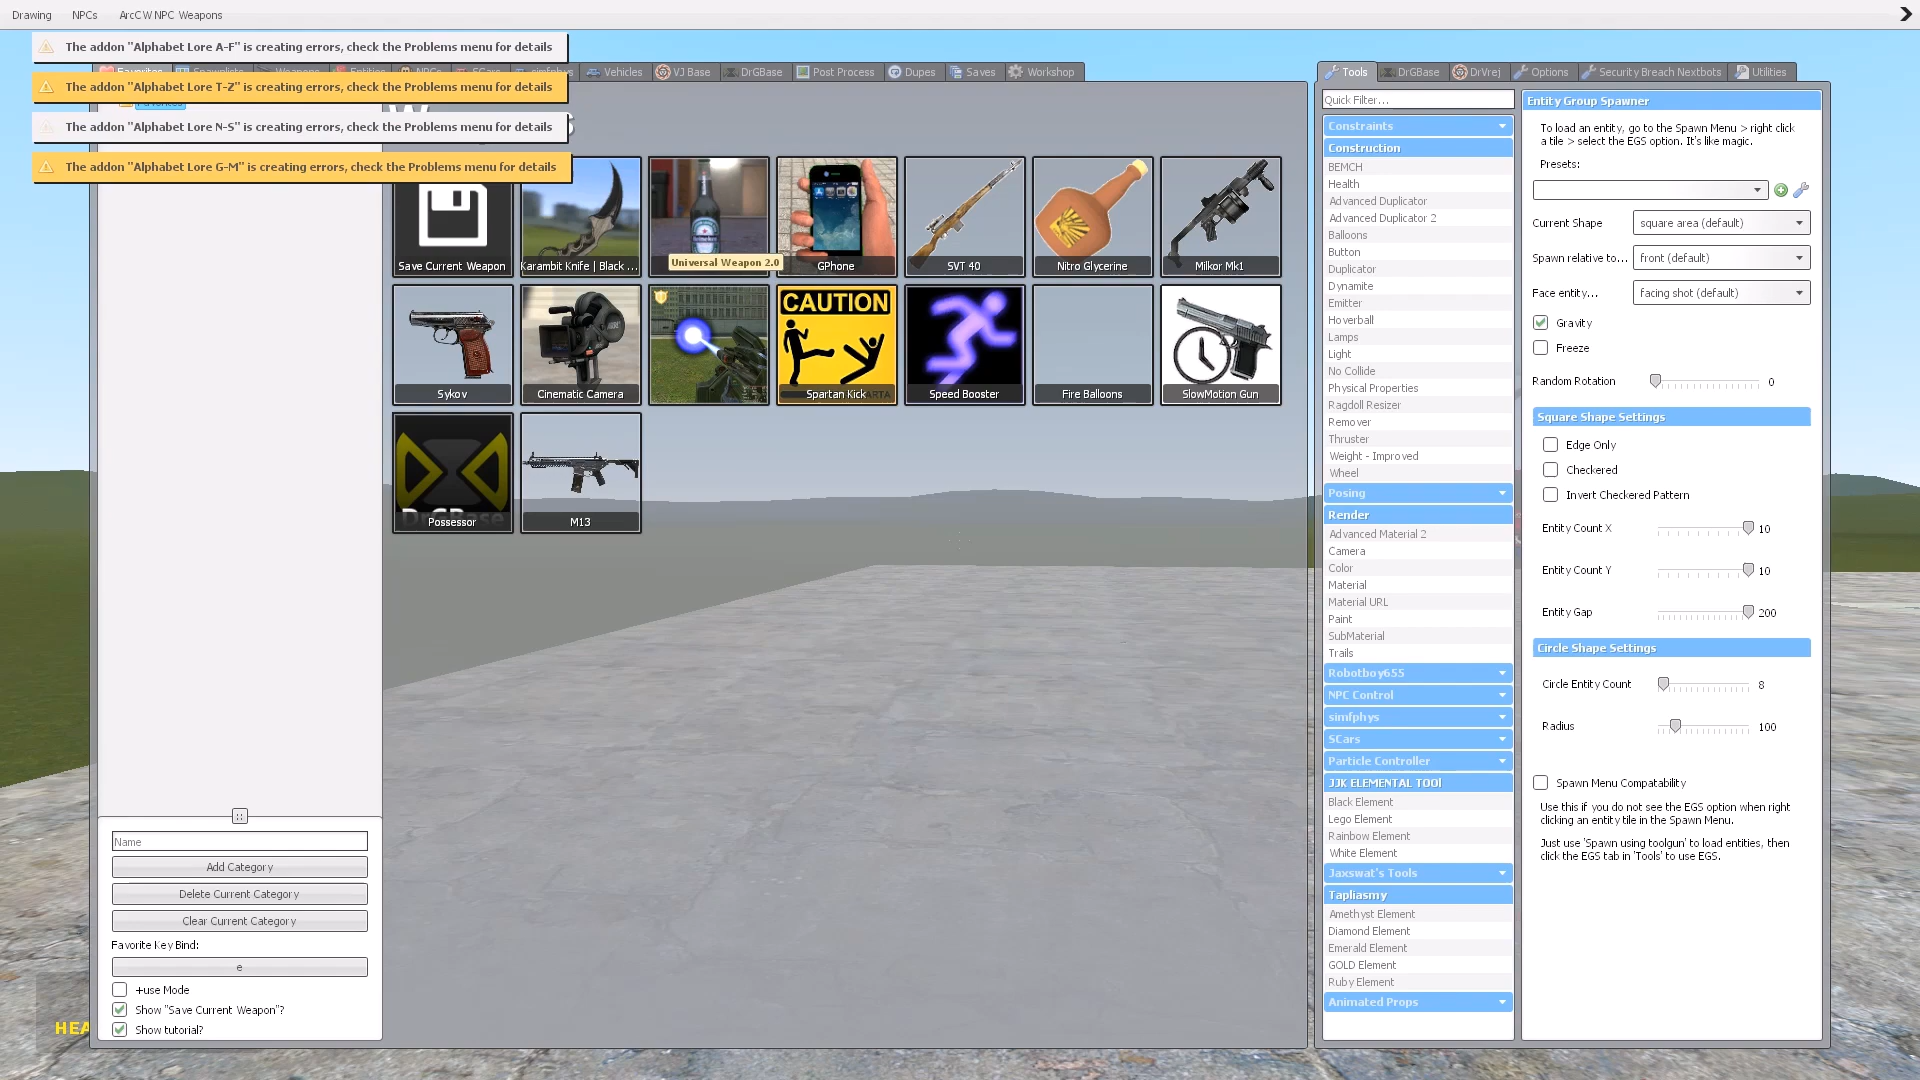 Drawing NPCs ArcCW NPC Weapons
The addon "Alphabet Lore A-F" is creating errors, check the Problems menu for details
The addon "Alphabet Lore T-Z" is creating errors, check the Problems menu for details
The addon "Alphabet Lore N-S" is creating errors, check the Problems menu for details
The addon "Alphabet Lore G-M" is creating errors, check the Problems menu for details
Vehicles VJ Base DrGBase Post Process Dupes Saves Workshop
Save Current Weapon
Karambit Knife | Black ...
Universal Weapon 2.0
GPhone
SVT 40
Nitro Glycerine
Milkor Mk1
Sykov
Cinematic Camera
CAUTION
Spartan Kick
Speed Booster
Fire Balloons
SlowMotion Gun
Possessor
M13
Name
Add Category
Delete Current Category
Clear Current Category
Favorite Key Bind:
e
+use Mode
Show "Save Current Weapon"?
Show tutorial?
HEA
Tools DrGBase DrVrej Options Security Breach Nextbots Utilities
Quick Filter...
Constraints
Construction
BEMCH
Health
Advanced Duplicator
Advanced Duplicator 2
Balloons
Button
Duplicator
Dynamite
Emitter
Hoverball
Lamps
Light
No Collide
Physical Properties
Ragdoll Resizer
Remover
Thruster
Weight - Improved
Wheel
Posing
Render
Advanced Material 2
Camera
Color
Material
Material URL
Paint
SubMaterial
Trails
Robotboy655
NPC Control
simfphys
SCars
Particle Controller
JJK ELEMENTAL TOOl
Black Element
Lego Element
Rainbow Element
White Element
Jaxswat's Tools
Tapliasmy
Amethyst Element
Diamond Element
Emerald Element
GOLD Element
Ruby Element
Animated Props
Entity Group Spawner
To load an entity, go to the Spawn Menu > right click
a tile > select the EGS option. It's like magic.
Presets:
Current Shape square area (default)
Spawn relative to... front (default)
Face entity... facing shot (default)
Gravity
Freeze
Random Rotation 0
Square Shape Settings
Edge Only
Checkered
Invert Checkered Pattern
Entity Count X 10
Entity Count Y 10
Entity Gap 200
Circle Shape Settings
Circle Entity Count 8
Radius 100
Spawn Menu Compatability
Use this if you do not see the EGS option when right
clicking an entity tile in the Spawn Menu.
Just use 'Spawn using toolgun' to load entities, then
click the EGS tab in 'Tools' to use EGS.